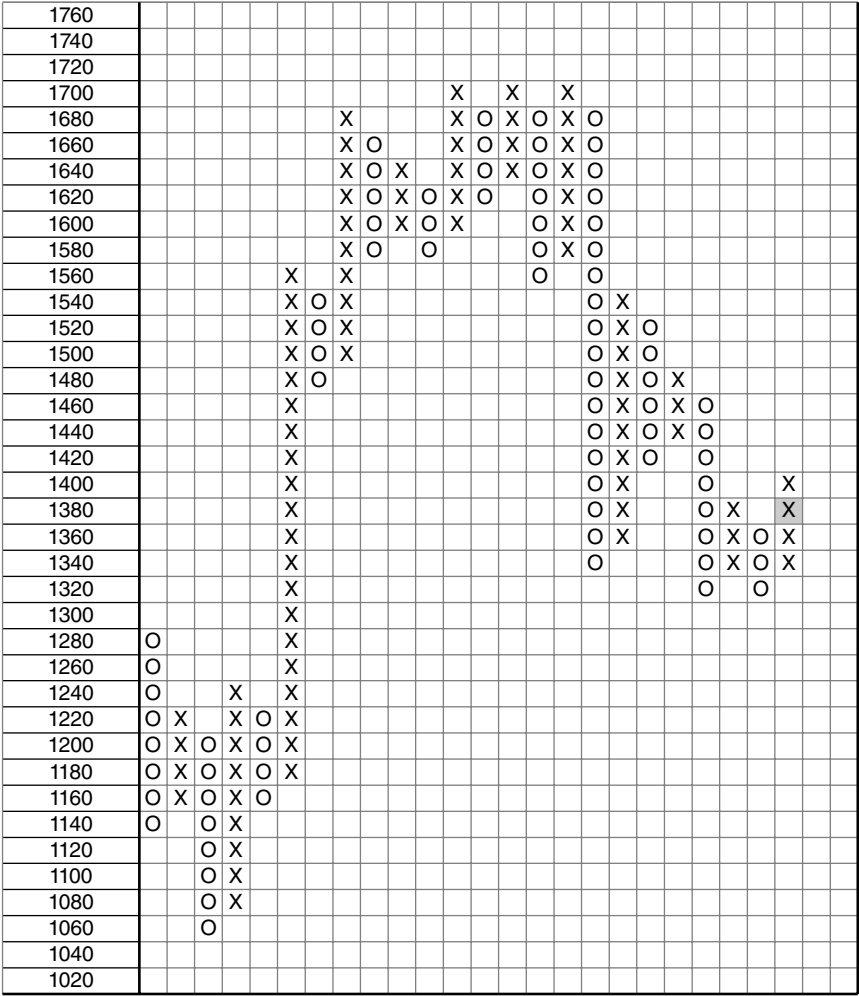 1760
1740
1720
1700 X X X
1680 X X O X O X O
1660 X O X O X O X O
1640 X O X X O X O X O
1620 X O X O X O O X O
1600 X O X O X O X O
1580 X O O O X O
1560 X X O O
1540 X O X O X
1520 X O X O X O
1500 X O X O X O
1480 X O O X O X
1460 X O X O X O
1440 X O X O X O
1420 X O X O O
1400 X O X O X
1380 X O X O X X
1360 X O X O X O X
1340 X O O X O X
1320 X O O
1300 X
1280 O X
1260 O X
1240 O X X
1220 O X X O X
1200 O X O X O X
1180 O X O X O X
1160 O X O X O
1140 O O X
1120 O X
1100 O X
1080 O X
1060 O
1040
1020